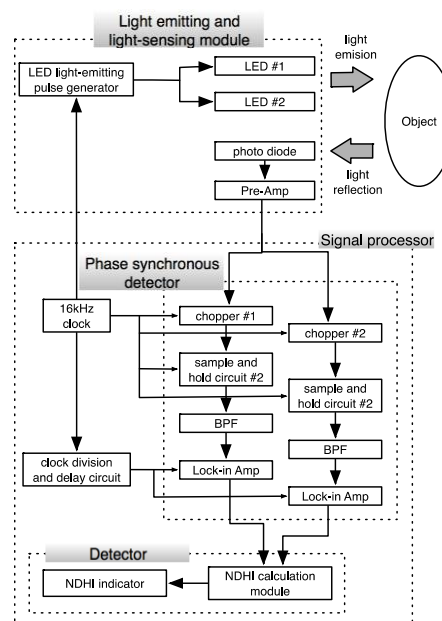 Light emitting and
light-sensing module
LED light-emitting
pulse generator
LED #1
LED #2
light
emision
Object
photo diode
light
reflection
Pre-Amp
Signal processor
Phase synchronous
detector
16kHz
clock
chopper #1
chopper #2
sample and
hold circuit #2
sample and
hold circuit #2
BPF
BPF
clock division
and delay circuit
Lock-in Amp
Lock-in Amp
Detector
NDHI indicator
NDHI calculation
module